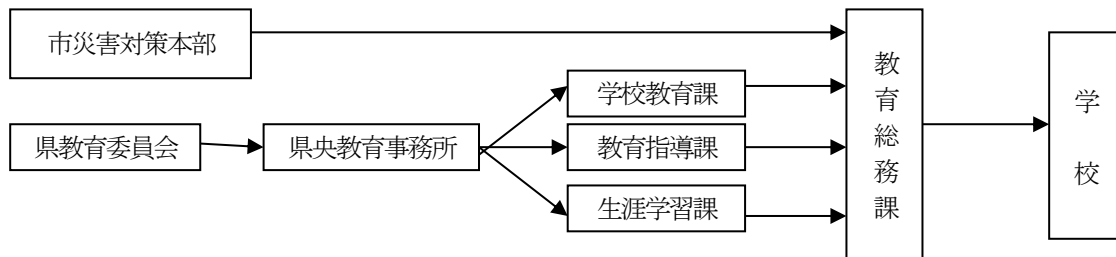 市災害対策本部
県教育委員会
県央教育事務所
学校教育課
教育指導課
生涯学習課
教育総務課
学校